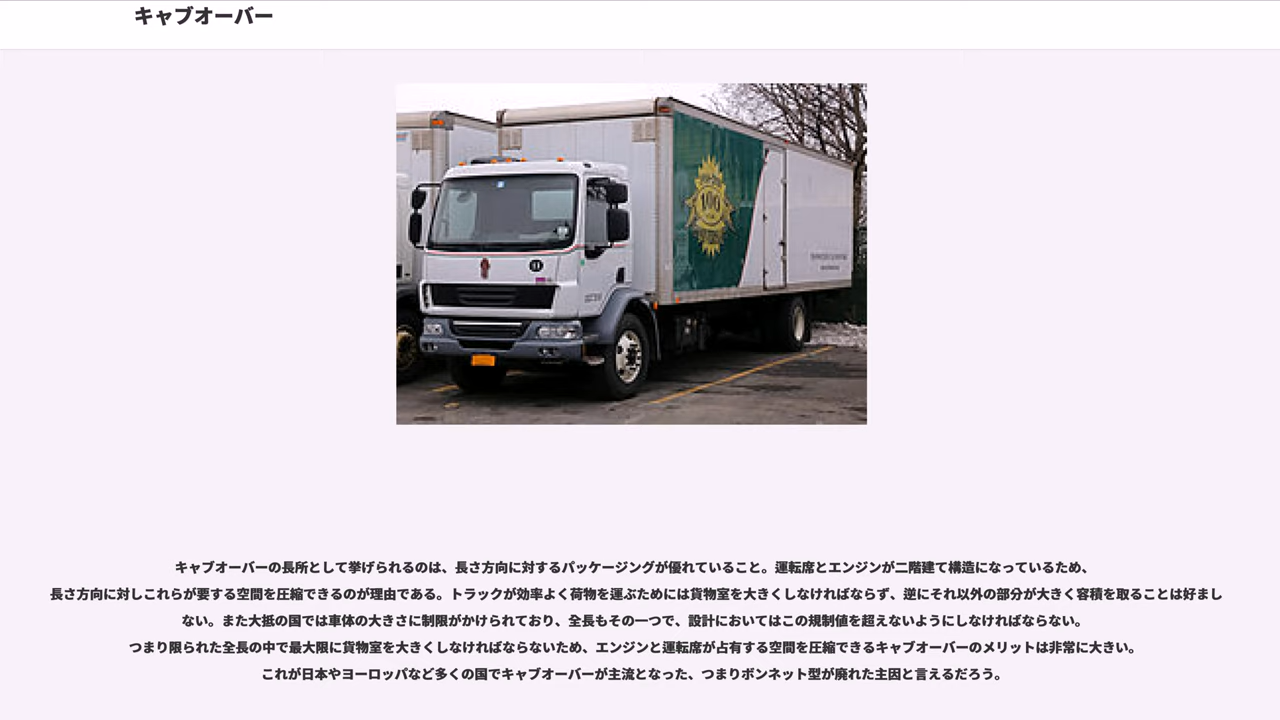 キャブオーバー
100
キャブオーバーの長所として挙げられるのは、長さ方向に対するパッケージングが優れていること。運転席とエンジンが二階建て構造になっているため、
長さ方向に対しこれらが要する空間を圧縮できるのが理由である。トラックが効率よく荷物を運ぶためには貨物室を大きくしなければならず、逆にそれ以外の部分が大きく容積を取ることは好まし
ない。また大抵の国では車体の大きさに制限がかけられており、全長もその一つで、設計においてはこの規制値を超えないようにしなければならない。
つまり限られた全長の中で最大限に貨物室を大きくしなければならないため、エンジンと運転席が占有する空間を圧縮できるキャブオーバーのメリットは非常に大きい。
これが日本やヨーロッパなど多くの国でキャブオーバーが主流となった、つまりボンネット型が廃れた主因と言えるだろう。